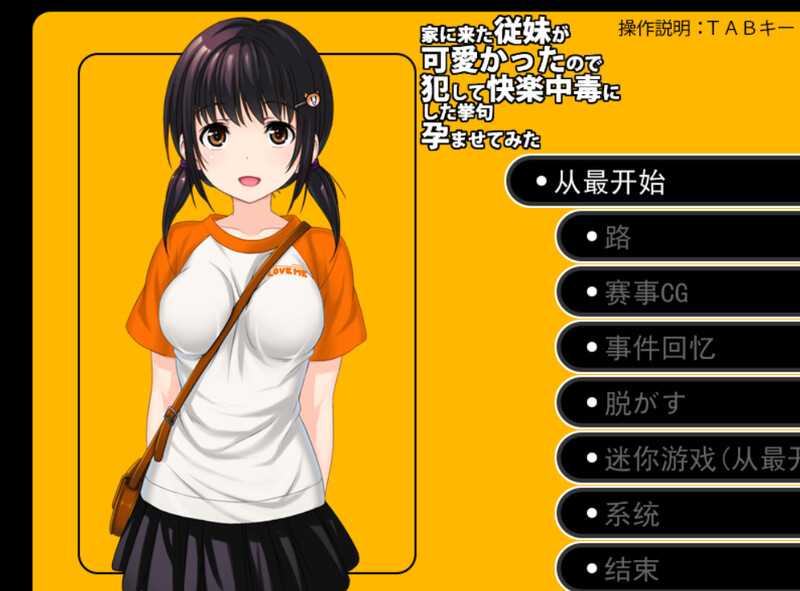 操作説明：ＴＡＢキー
家に来た従妹が
可愛かったので
犯して快楽中毒に
した挙句
孕ませてみた
LOVE ME
从最开始
路
赛事CG
事件回忆
脱がす
迷你游戏(从最开
系统
结束